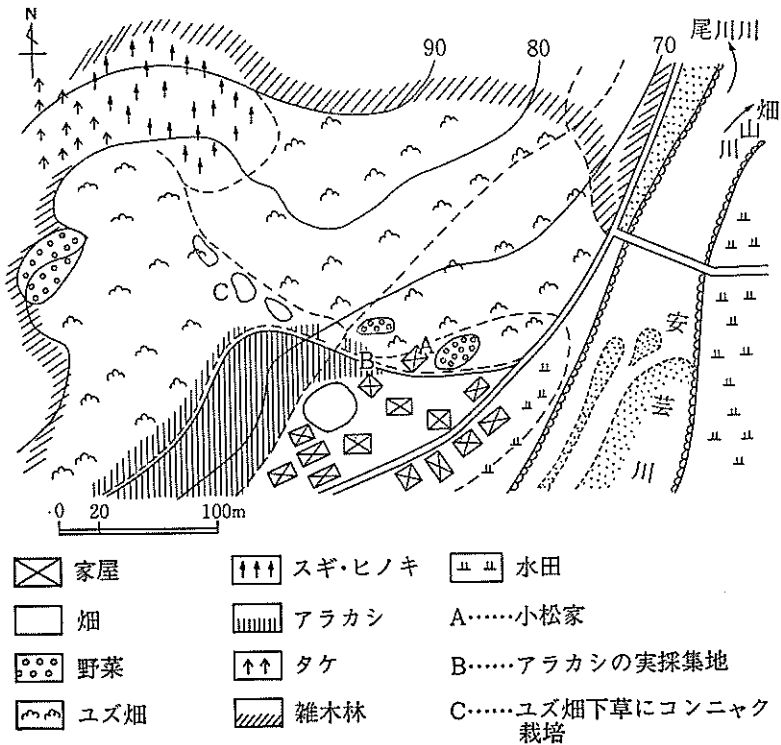 N
90
80
70
尾川川
畑山川
C
A
B
安芸川
0 20 100m
家屋
スギ・ヒノキ
水田
畑
アラカシ
A……小松家
野菜
タケ
B……アラカシの実採集地
ユズ畑
雑木林
C……ユズ畑下草にコンニャク
栽培